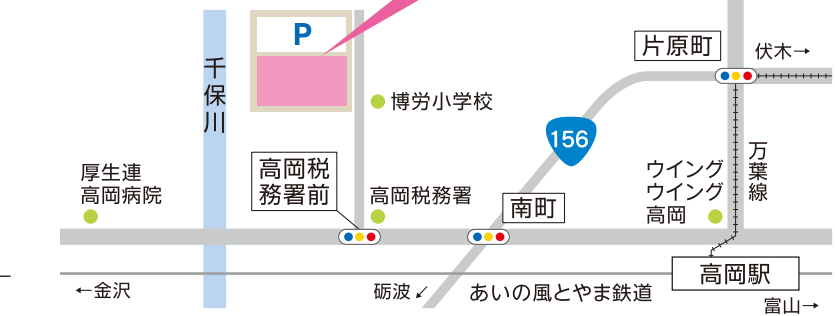 P
片原町
伏木→
千保川
博労小学校
156
厚生連
高岡病院
高岡税
務署前
高岡税務署
南町
ウイング
ウイング
高岡
万葉線
高岡駅
←金沢
砺波↙
あいの風とやま鉄道
富山→